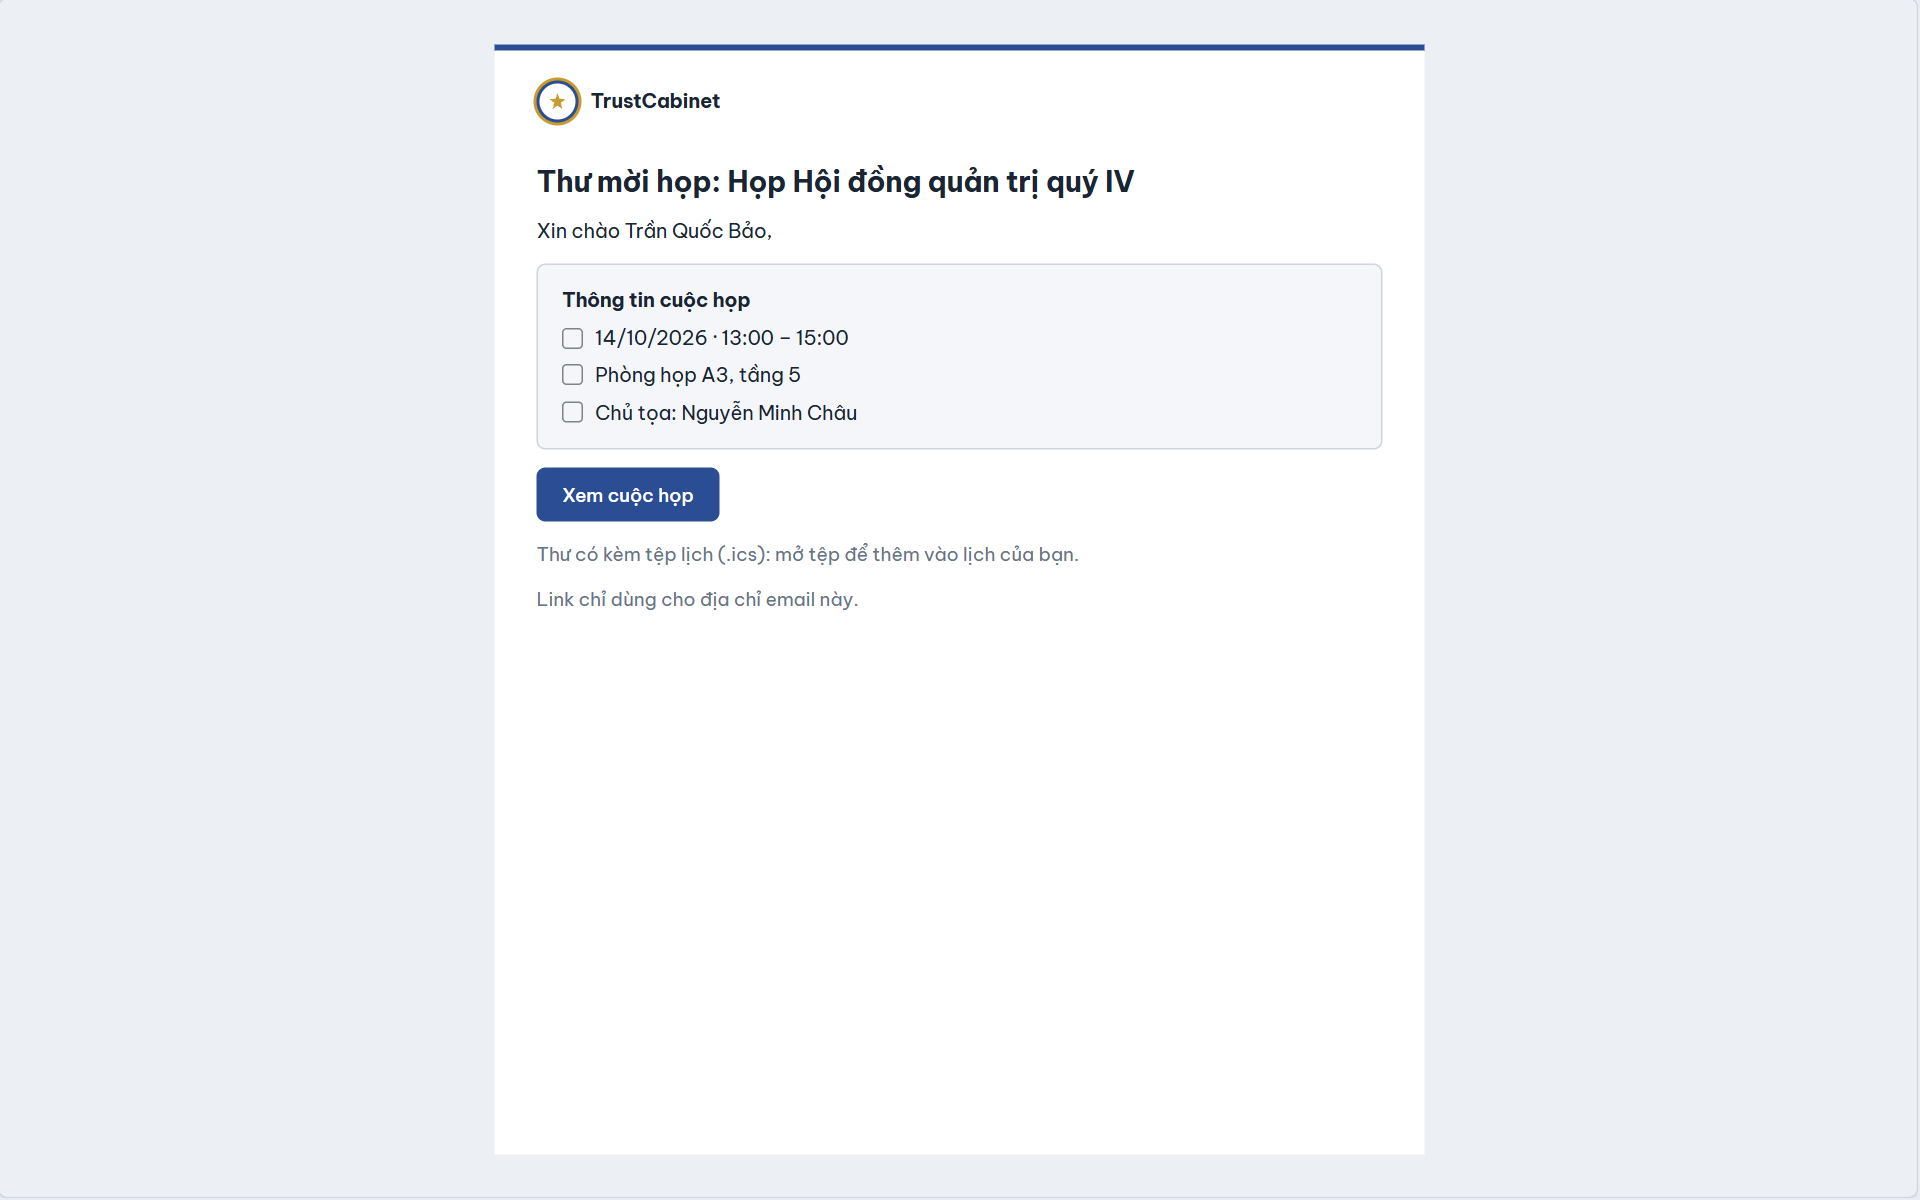 TrustCabinet
Thư mời họp: Họp Hội đồng quản trị quý IV
Xin chào Trần Quốc Bảo,
Thông tin cuộc họp
14/10/2026 · 13:00 – 15:00
Phòng họp A3, tầng 5
Chủ tọa: Nguyễn Minh Châu
Xem cuộc họp
Thư có kèm tệp lịch (.ics): mở tệp để thêm vào lịch của bạn.
Link chỉ dùng cho địa chỉ email này.